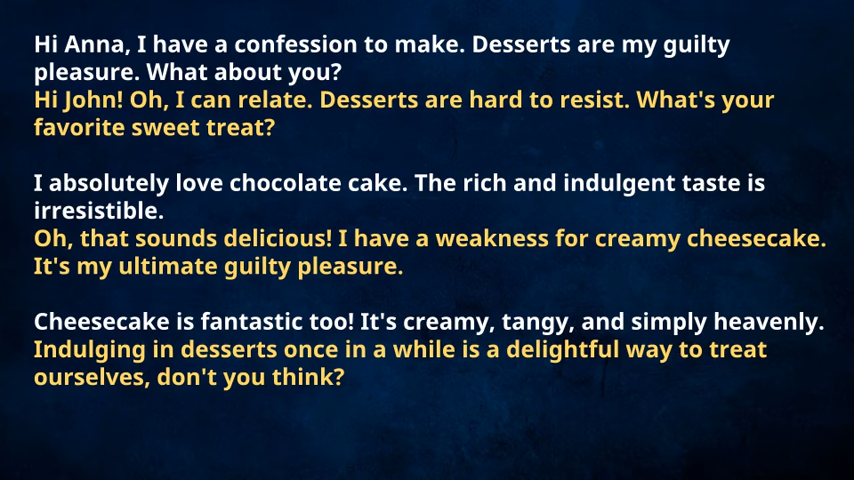 Hi Anna, I have a confession to make. Desserts are my guilty
pleasure. What about you?
Hi John! Oh, I can relate. Desserts are hard to resist. What's your
favorite sweet treat?
I absolutely love chocolate cake. The rich and indulgent taste is
irresistible.
Oh, that sounds delicious! I have a weakness for creamy cheesecake.
It's my ultimate guilty pleasure.
Cheesecake is fantastic too! It's creamy, tangy, and simply heavenly.
Indulging in desserts once in a while is a delightful way to treat
ourselves, don't you think?